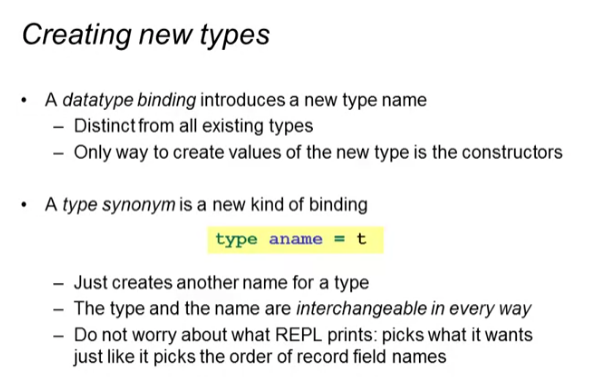 Creating new types
• A datatype binding introduces a new type name
– Distinct from all existing types
– Only way to create values of the new type is the constructors
• A type synonym is a new kind of binding
type aname = t
– Just creates another name for a type
– The type and the name are interchangeable in every way
– Do not worry about what REPL prints: picks what it wants
just like it picks the order of record field names